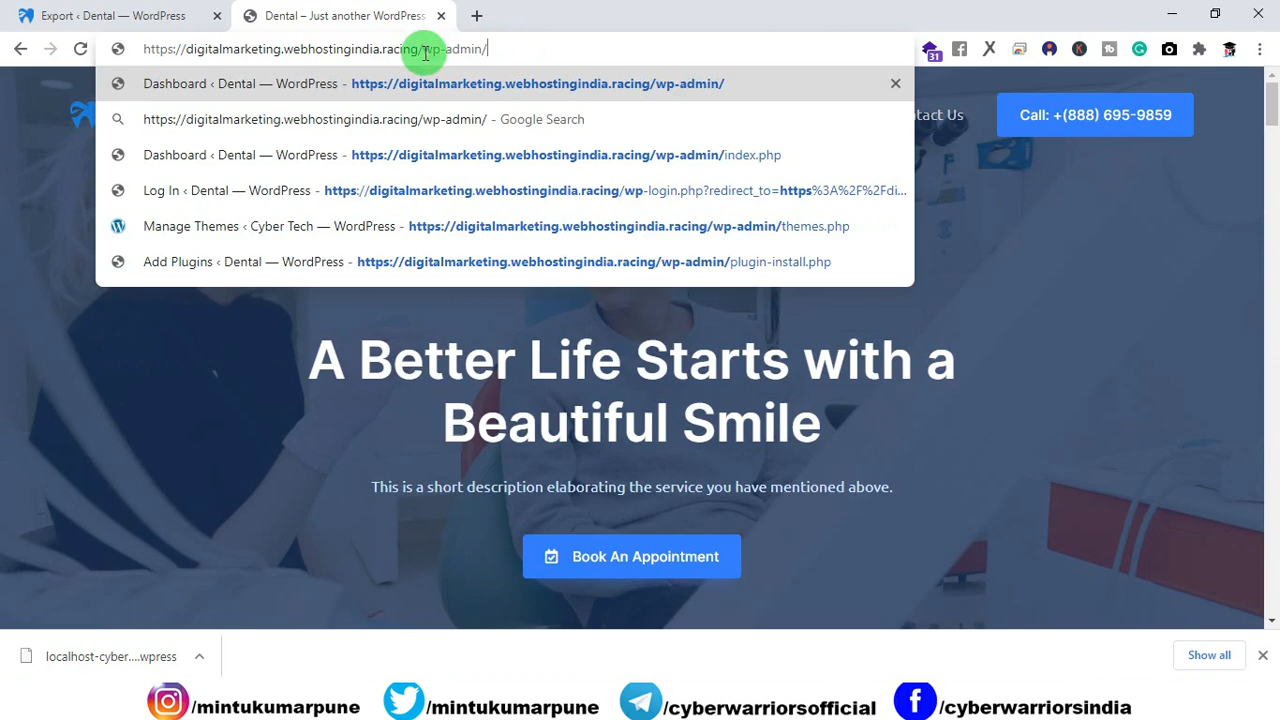 Export ‹ Dental — WordPress
Dental – Just another WordPress
https://digitalmarketing.webhostingindia.racing/wp-admin/
31
Dashboard ‹ Dental — WordPress - https://digitalmarketing.webhostingindia.racing/wp-admin/
https://digitalmarketing.webhostingindia.racing/wp-admin/ - Google Search
Dashboard ‹ Dental — WordPress - https://digitalmarketing.webhostingindia.racing/wp-admin/index.php
Log In ‹ Dental — WordPress - https://digitalmarketing.webhostingindia.racing/wp-login.php?redirect_to=https%3A%2F%2Fdi...
Manage Themes ‹ Cyber Tech — WordPress - https://digitalmarketing.webhostingindia.racing/wp-admin/themes.php
Add Plugins ‹ Dental — WordPress - https://digitalmarketing.webhostingindia.racing/wp-admin/plugin-install.php
tact Us
Call: +(888) 695-9859
A Better Life Starts with a
Beautiful Smile
This is a short description elaborating the service you have mentioned above.
Book An Appointment
localhost-cyber....wpress
Show all
/mintukumarpune
/mintukumarpune
/cyberwarriorsofficial
/cyberwarriorsindia